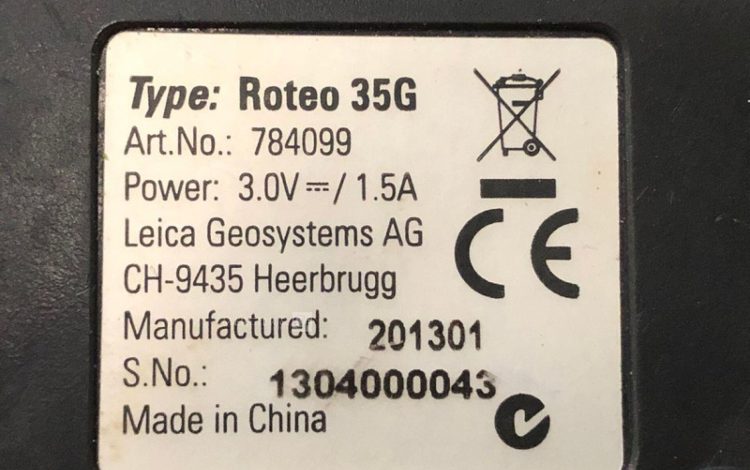 Type: Roteo 35G
Art.No.: 784099
Power: 3.0V ⎓ / 1.5A
Leica Geosystems AG
CH-9435 Heerbrugg
Manufactured: 201301
S.No.: 1304000043
Made in China
CE